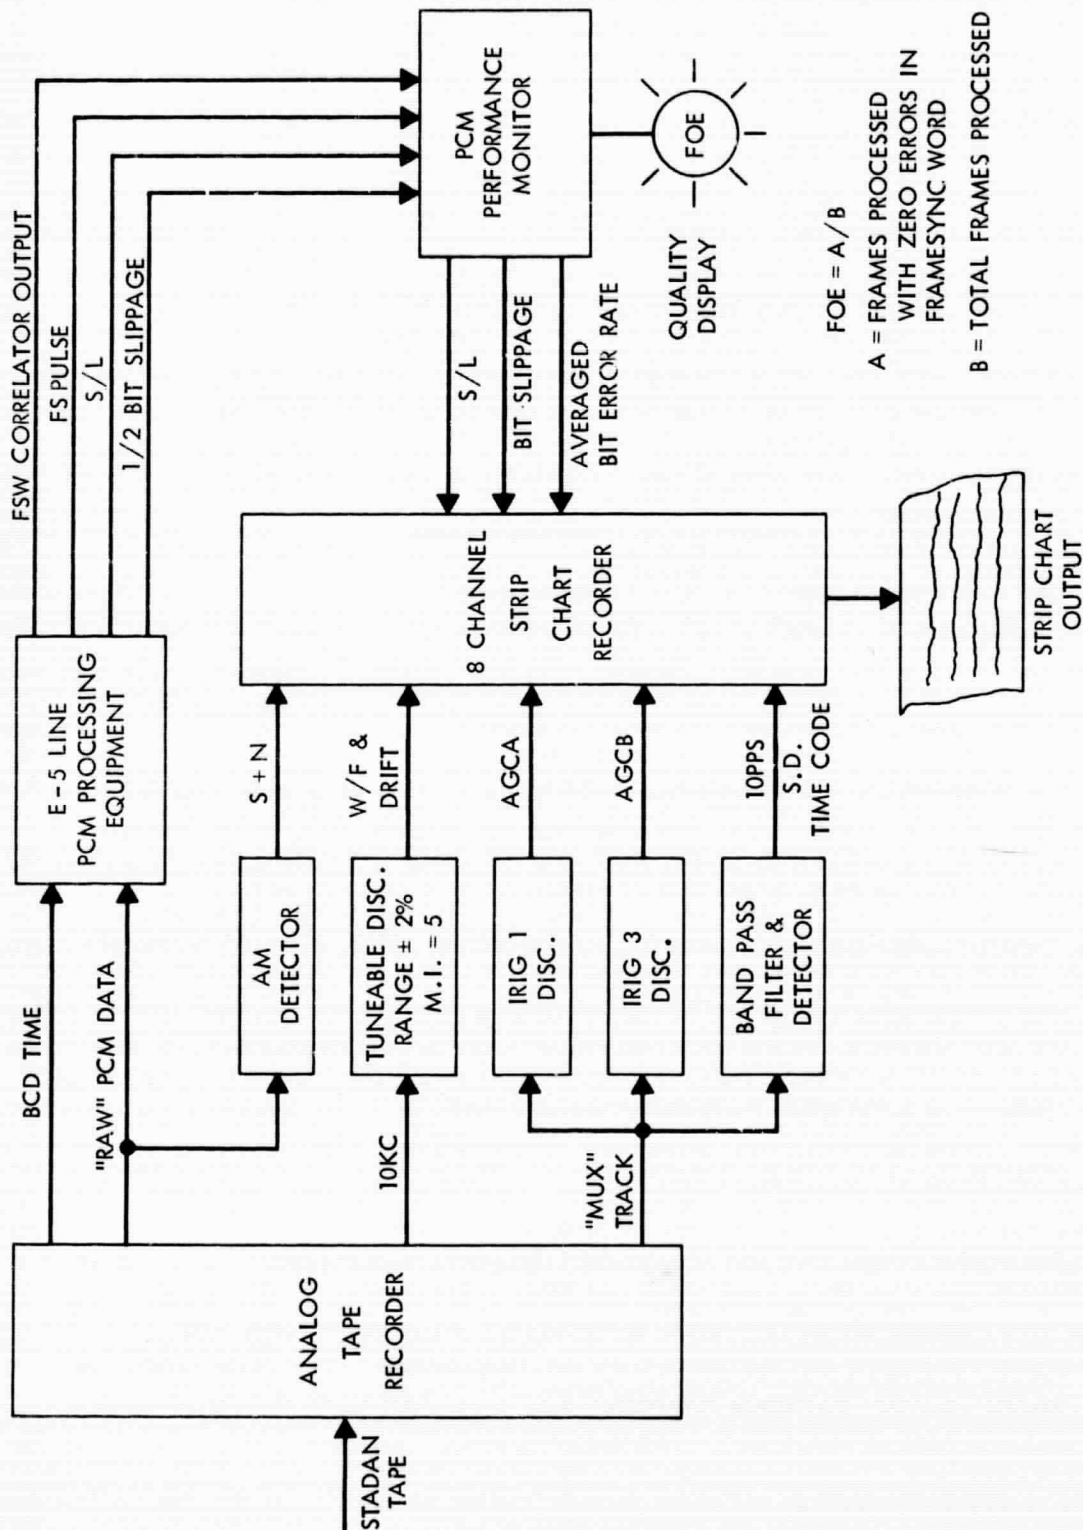 STADAN
TAPE
ANALOG
TAPE
RECORDER
BCD TIME
"RAW" PCM DATA
10KC
"MUX"
TRACK
E-5 LINE
PCM PROCESSING
EQUIPMENT
AM
DETECTOR
TUNEABLE DISC.
RANGE ± 2%
M.I. = 5
IRIG 1
DISC.
IRIG 3
DISC.
BAND PASS
FILTER &
DETECTOR
S + N
W/F &
DRIFT
AGCA
AGCB
10PPS
S.D.
TIME CODE
8 CHANNEL
STRIP
CHART
RECORDER
STRIP CHART
OUTPUT
FSW CORRELATOR OUTPUT
FSPULSE
S/L
1/2 BIT SLIPPAGE
PCM
PERFORMANCE
MONITOR
S/L
BIT SLIPPAGE
AVERAGED
BIT ERROR RATE
QUALITY
DISPLAY
FOE
FOE = A/B
A = FRAMES PROCESSED
WITH ZERO ERRORS IN
FRAMESYNC WORD
B = TOTAL FRAMES PROCESSED